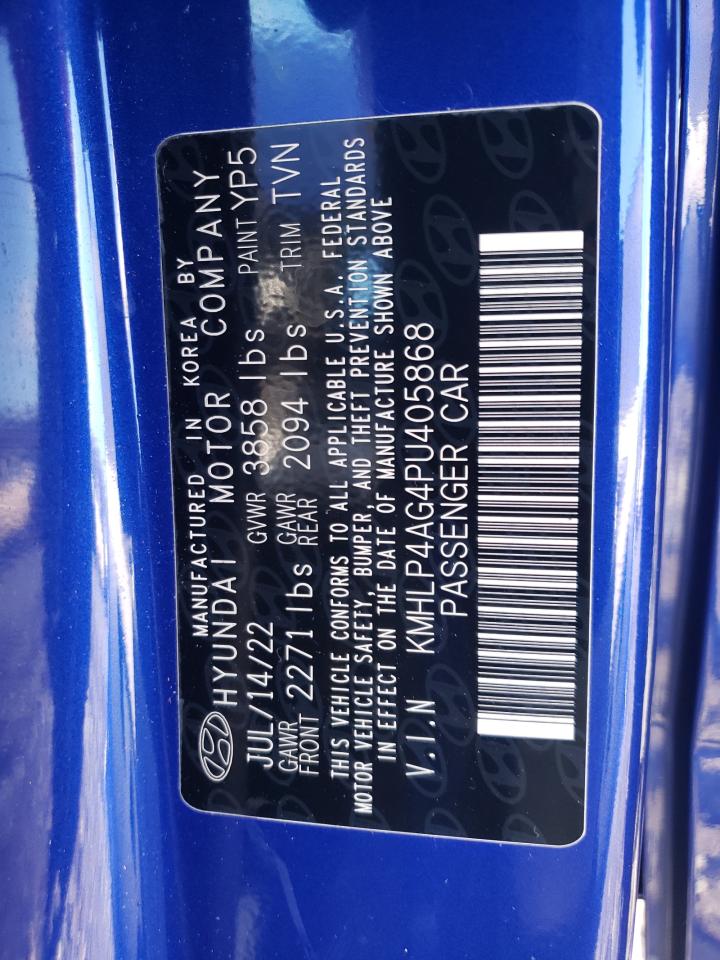 MANUFACTURED IN KOREA BY
HYUNDAI MOTOR COMPANY
JUL/14/22 GVWR 3858 lbs PAINT YP5
GAWR FRONT 2271 lbs GAWR REAR 2094 lbs TRIM TVN
THIS VEHICLE CONFORMS TO ALL APPLICABLE U.S.A. FEDERAL
MOTOR VEHICLE SAFETY, BUMPER, AND THEFT PREVENTION STANDARDS
IN EFFECT ON THE DATE OF MANUFACTURE SHOWN ABOVE
V.I.N KMHLP4AG4PU405868
PASSENGER CAR